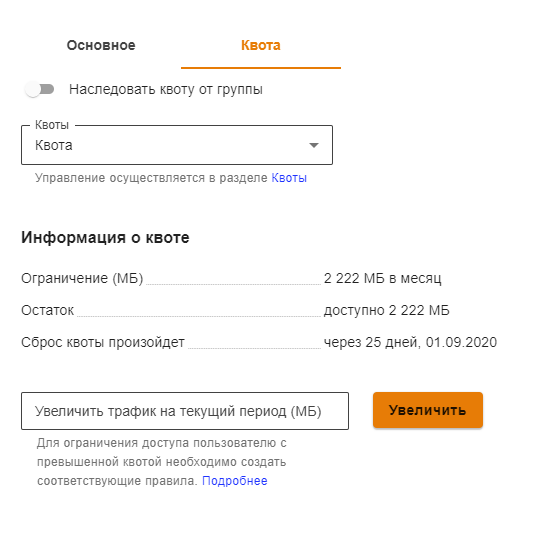 Основное Квота
Наследовать квоту от группы
Квоты
Квота
Управление осуществляется в разделе Квоты
Информация о квоте
Ограничение (МБ) 2 222 МБ в месяц
Остаток доступно 2 222 МБ
Сброс квоты произойдет через 25 дней, 01.09.2020
Увеличить трафик на текущий период (МБ) Увеличить
Для ограничения доступа пользователю с
превышенной квотой необходимо создать
соответствующие правила. Подробнее